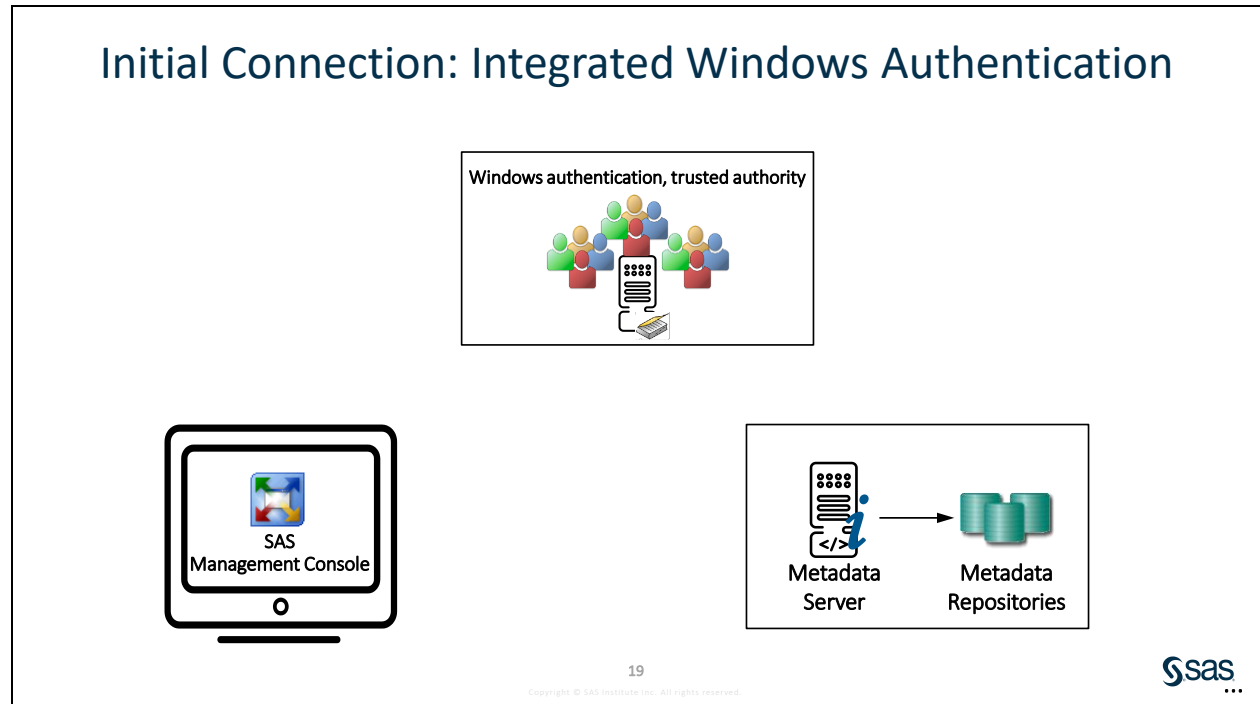 Initial Connection: Integrated Windows Authentication
Windows authentication, trusted authority
SAS
Management Console
</>
i
Metadata
Server
Metadata
Repositories
19
Copyright © SAS Institute Inc. All rights reserved.
sas
...